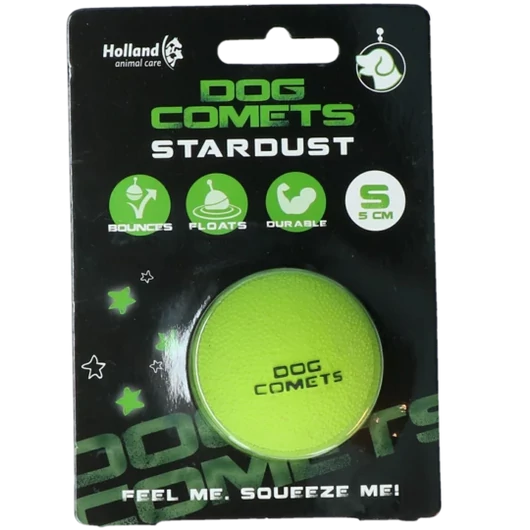 Holland
animal care
DOG
COMETS
STARDUST
BOUNCES
FLOATS
DURABLE
S
5 CM
DOG
COMETS
DOG
COMETS
FEEL ME. SQUEEZE ME!